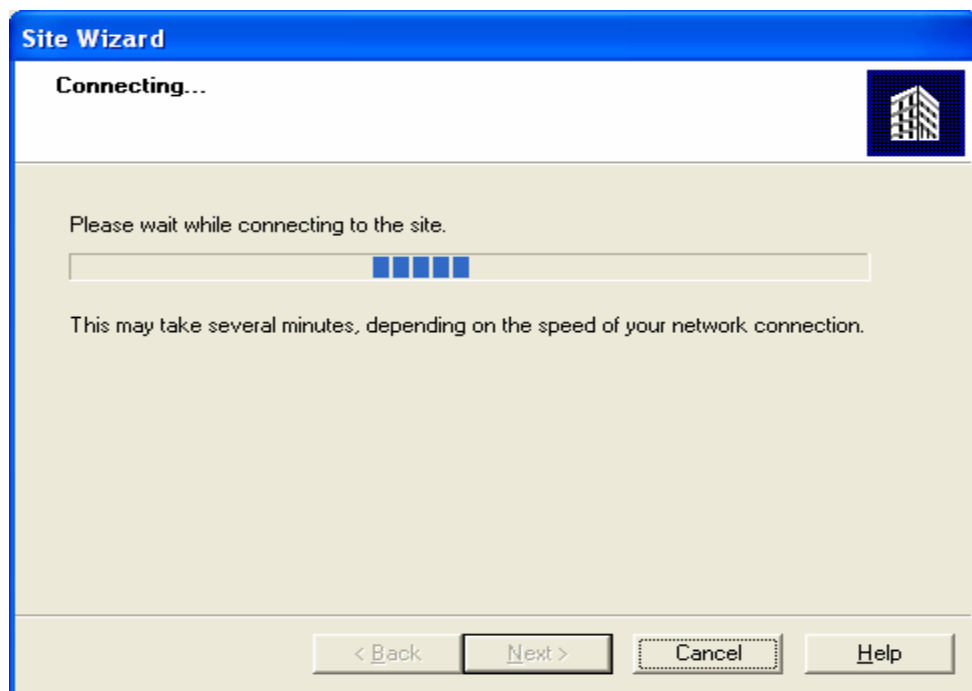 Site Wizard
Connecting...
Please wait while connecting to the site.
This may take several minutes, depending on the speed of your network connection.
< Back
Next >
Cancel
Help